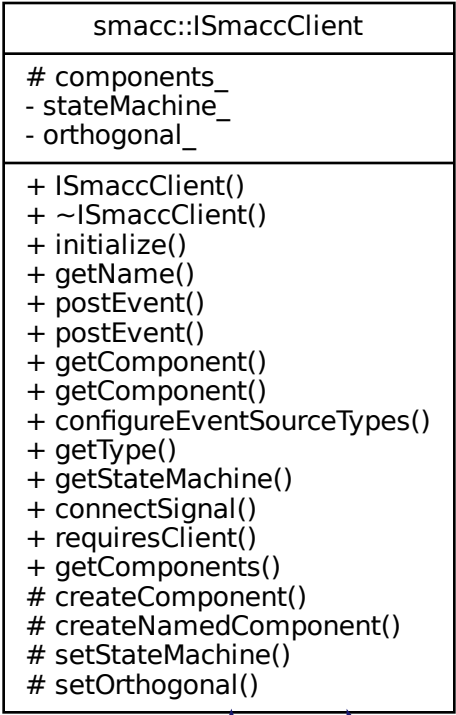 smacc::ISmaccClient
# components_
- stateMachine_
- orthogonal_
+ ISmaccClient()
+ ~ISmaccClient()
+ initialize()
+ getName()
+ postEvent()
+ postEvent()
+ getComponent()
+ getComponent()
+ configureEventSourceTypes()
+ getType()
+ getStateMachine()
+ connectSignal()
+ requiresClient()
+ getComponents()
# createComponent()
# createNamedComponent()
# setStateMachine()
# setOrthogonal()